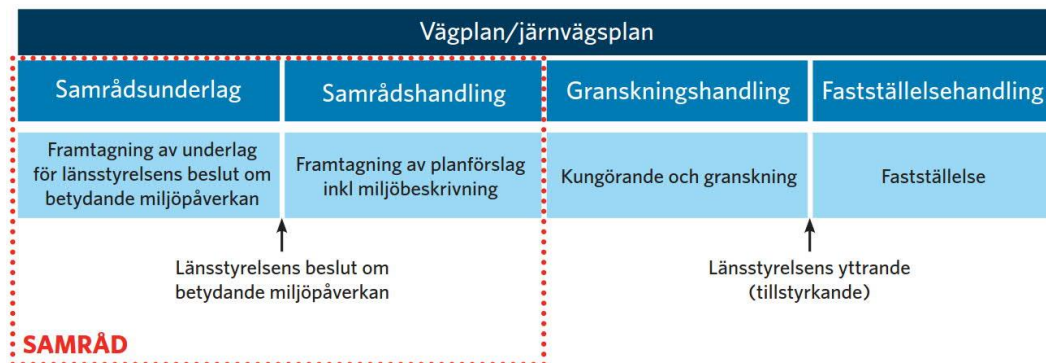 Vägplan/järnvägsplan
Samrådsunderlag
Samrådshandling
Granskningshandling
Fastställelsehandling
Framtagning av underlag
för länsstyrelsens beslut om
betydande miljöpåverkan
Framtagning av planförslag
inkl miljöbeskrivning
Kungörande och granskning
Fastställelse
Länsstyrelsens beslut om
betydande miljöpåverkan
Länsstyrelsens yttrande
(tillstyrkande)
SAMRÅD